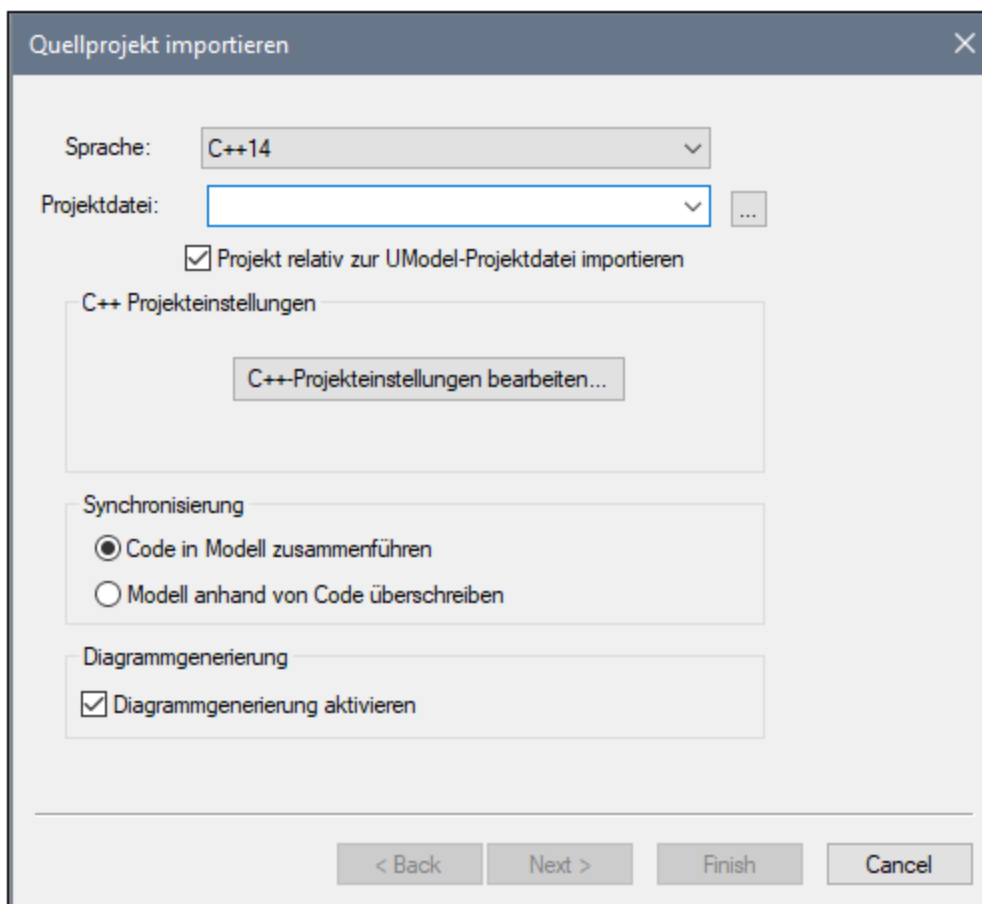 Quellprojekt importieren
Sprache: C++14
Projektdatei: ...
Projekt relativ zur UModel-Projektdatei importieren
C++ Projekteinstellungen
C++-Projekteinstellungen bearbeiten...
Synchronisierung
Code in Modell zusammenführen
Modell anhand von Code überschreiben
Diagrammgenerierung
Diagrammgenerierung aktivieren
< Back Next > Finish Cancel